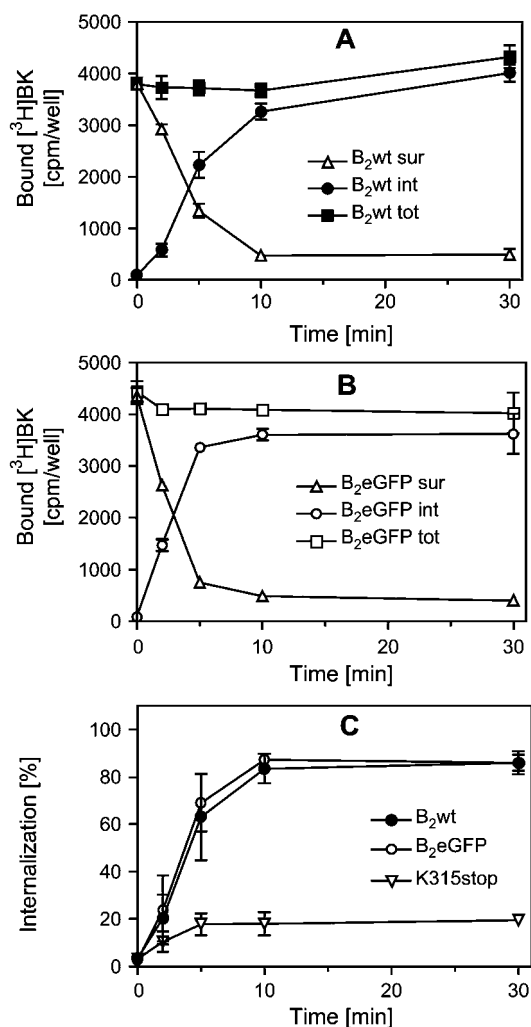 A
Bound [³H]BK
[cpm/well]
5000
4000
3000
2000
1000
0
B₂wt sur
B₂wt int
B₂wt tot
0
10
20
30
Time [min]
B
Bound [³H]BK
[cpm/well]
5000
4000
3000
2000
1000
0
B₂eGFP sur
B₂eGFP int
B₂eGFP tot
0
10
20
30
Time [min]
C
Internalization [%]
100
80
60
40
20
0
B₂wt
B₂eGFP
K315stop
0
10
20
30
Time [min]